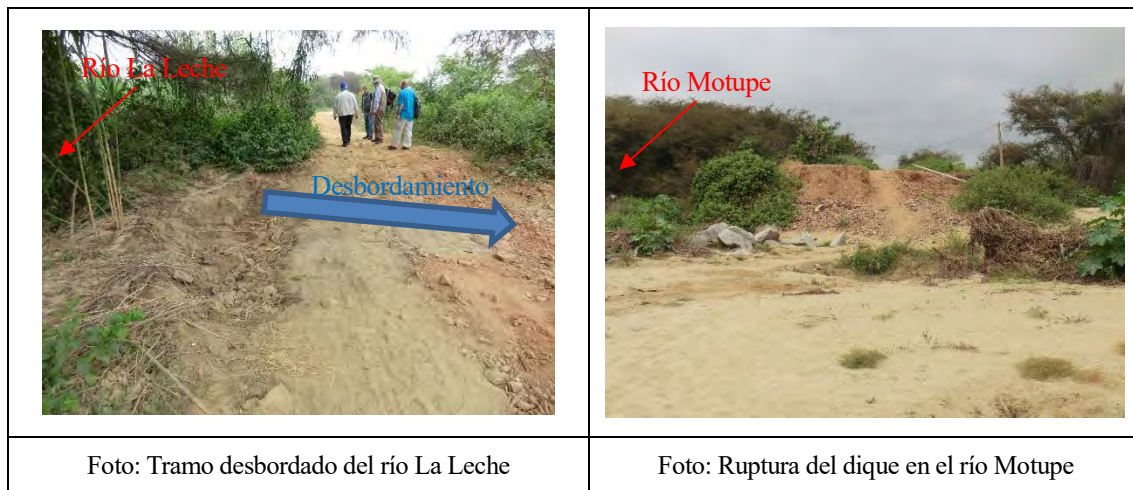 Río La Leche
Desbordamiento
Río Motupe
Foto: Tramo desbordado del río La Leche
Foto: Ruptura del dique en el río Motupe